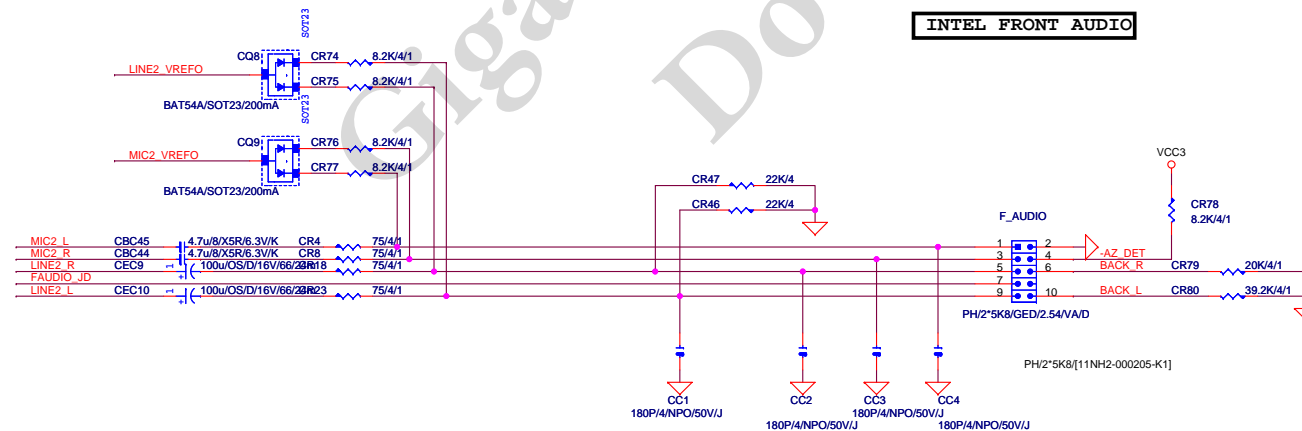 INTEL FRONT AUDIO
Giga
Do
SOT23
CQ8
CR74
8.2K/4/1
LINE2_VREFO
CR75
8.2K/4/1
BAT54A/SOT23/200mA
SOT23
CQ9
CR76
8.2K/4/1
MIC2_VREFO
CR77
8.2K/4/1
BAT54A/SOT23/200mA
CR47
22K/4
CR46
22K/4
VCC3
CR78
8.2K/4/1
F_AUDIO
MIC2_L
CBC45
4.7u/8/X5R/6.3V/K
CR4
75/4/1
MIC2_R
CBC44
4.7u/8/X5R/6.3V/K
CR8
75/4/1
LINE2_R
CEC9
1
+
100u/OS/D/16V/66/24m
75/4/1
FAUDIO_JD
LINE2_L
CEC10
1
+
100u/OS/D/16V/66/24m
CR23
75/4/1
1
2
3
4
-AZ_DET
5
6
BACK_R
CR79
20K/4/1
7
9
10
BACK_L
CR80
39.2K/4/1
PH/2*5K8/GED/2.54/VA/D
PH/2*5K8/[11NH2-000205-K1]
CC1
180P/4/NPO/50V/J
CC2
180P/4/NPO/50V/J
CC3
180P/4/NPO/50V/J
CC4
180P/4/NPO/50V/J